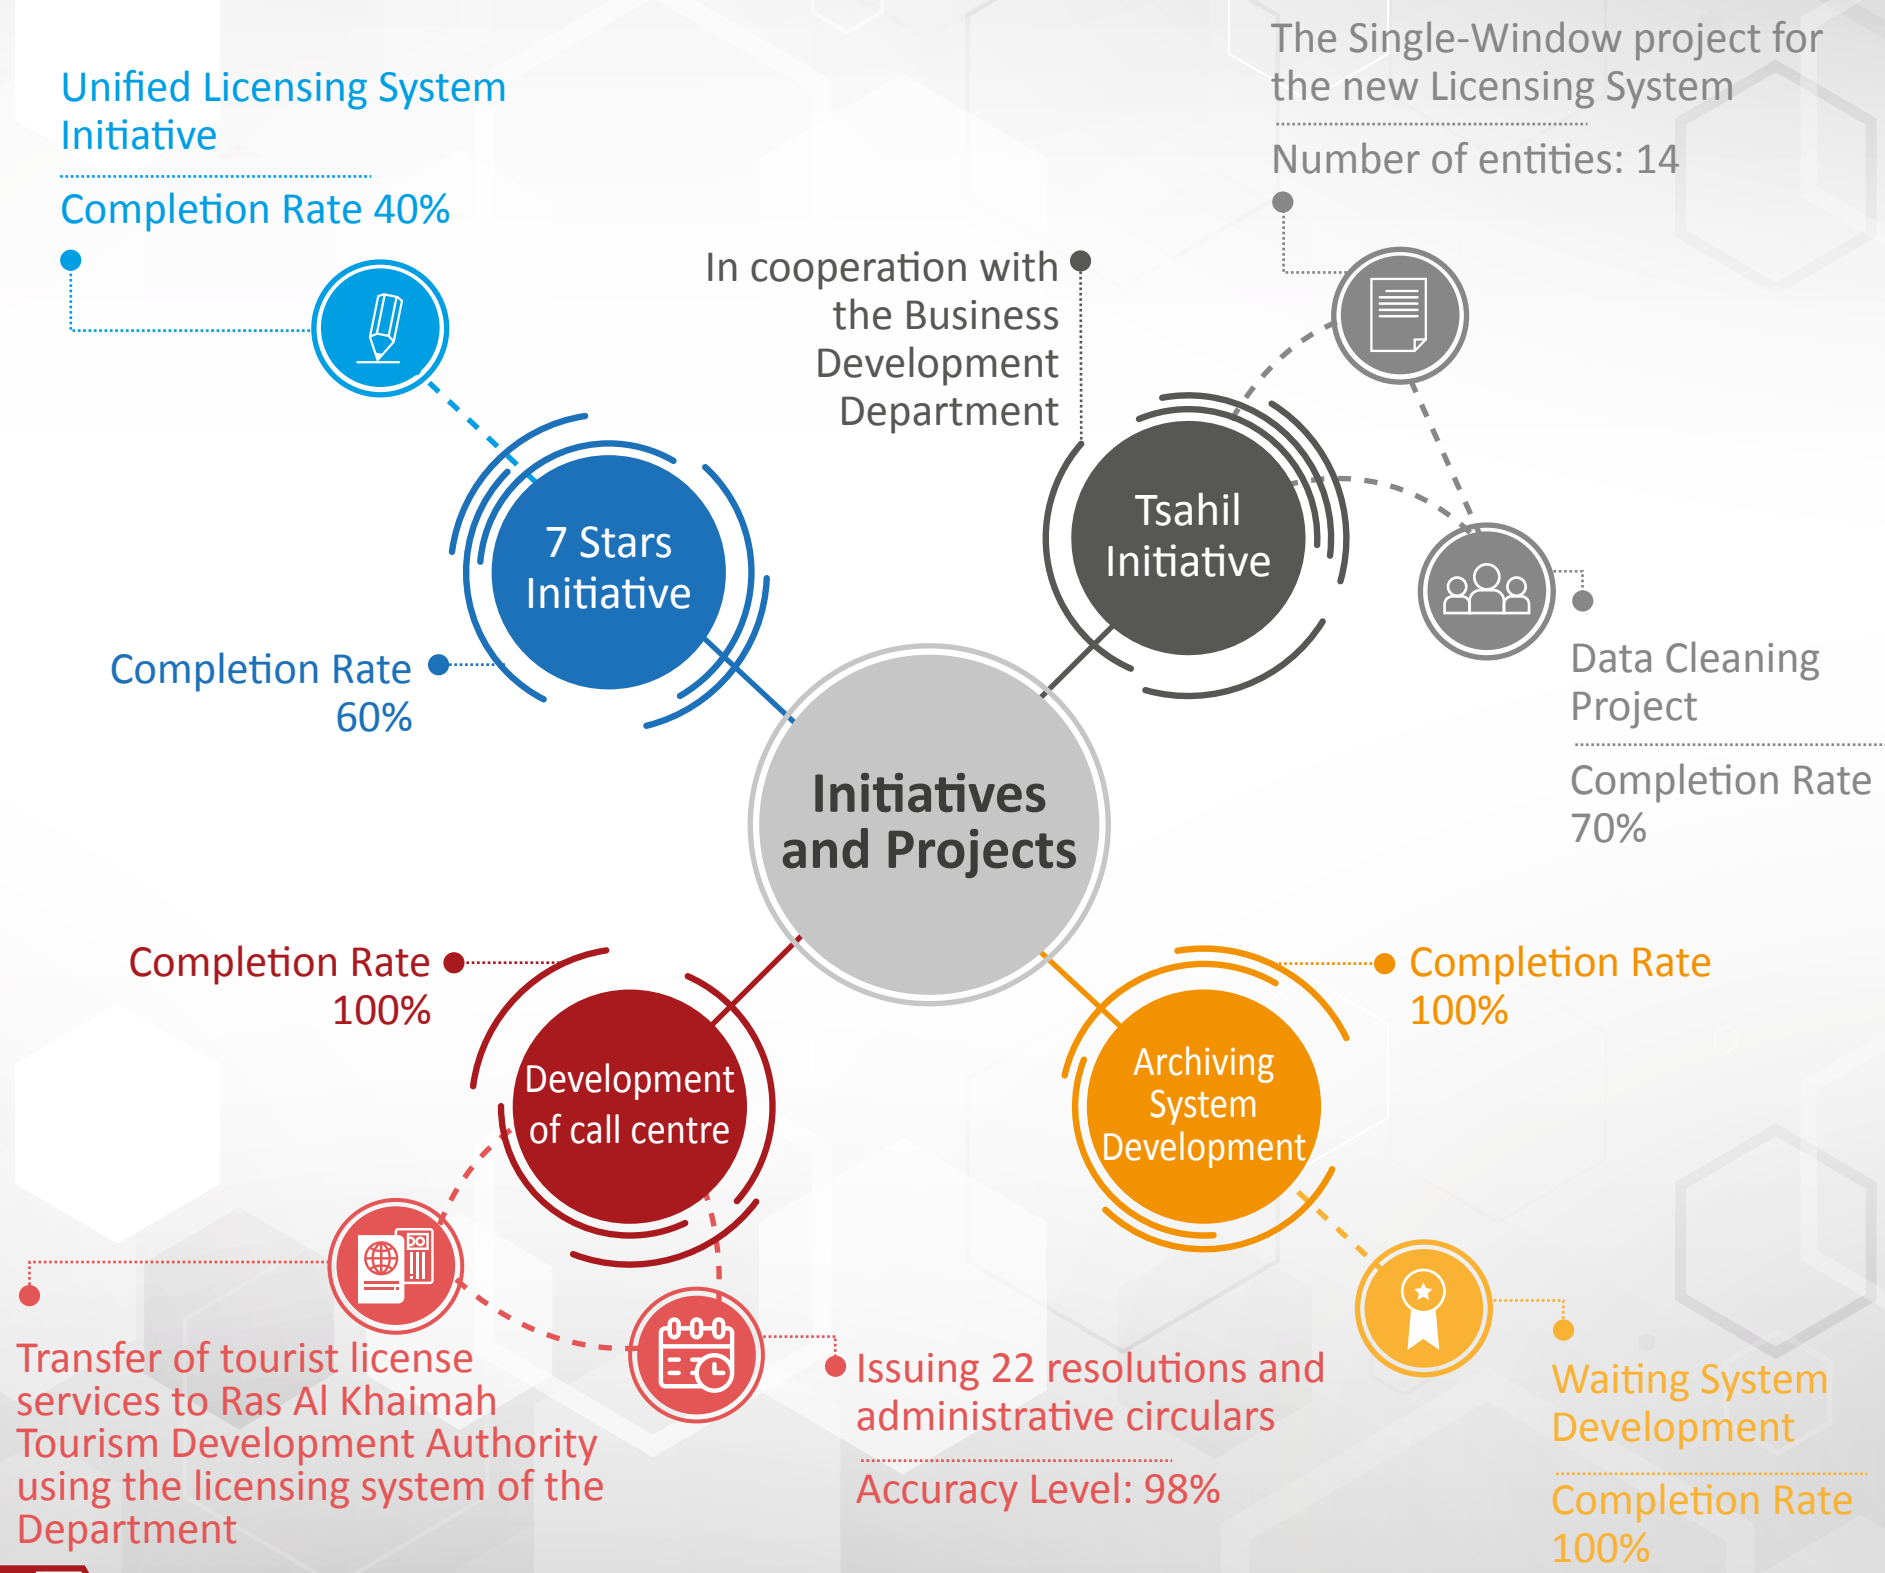 Unified Licensing System
Initiative
Completion Rate 40%
The Single-Window project for
the new Licensing System
Number of entities: 14
In cooperation with
the Business
Development
Department
7 Stars
Initiative
Tsahil
Initiative
Completion Rate
60%
Data Cleaning
Project
Completion Rate
70%
Initiatives
and Projects
Completion Rate
100%
Completion Rate
100%
Development
of call centre
Archiving
System
Development
Transfer of tourist license
services to Ras Al Khaimah
Tourism Development Authority
using the licensing system of the
Department
Issuing 22 resolutions and
administrative circulars
Accuracy Level: 98%
Waiting System
Development
Completion Rate
100%